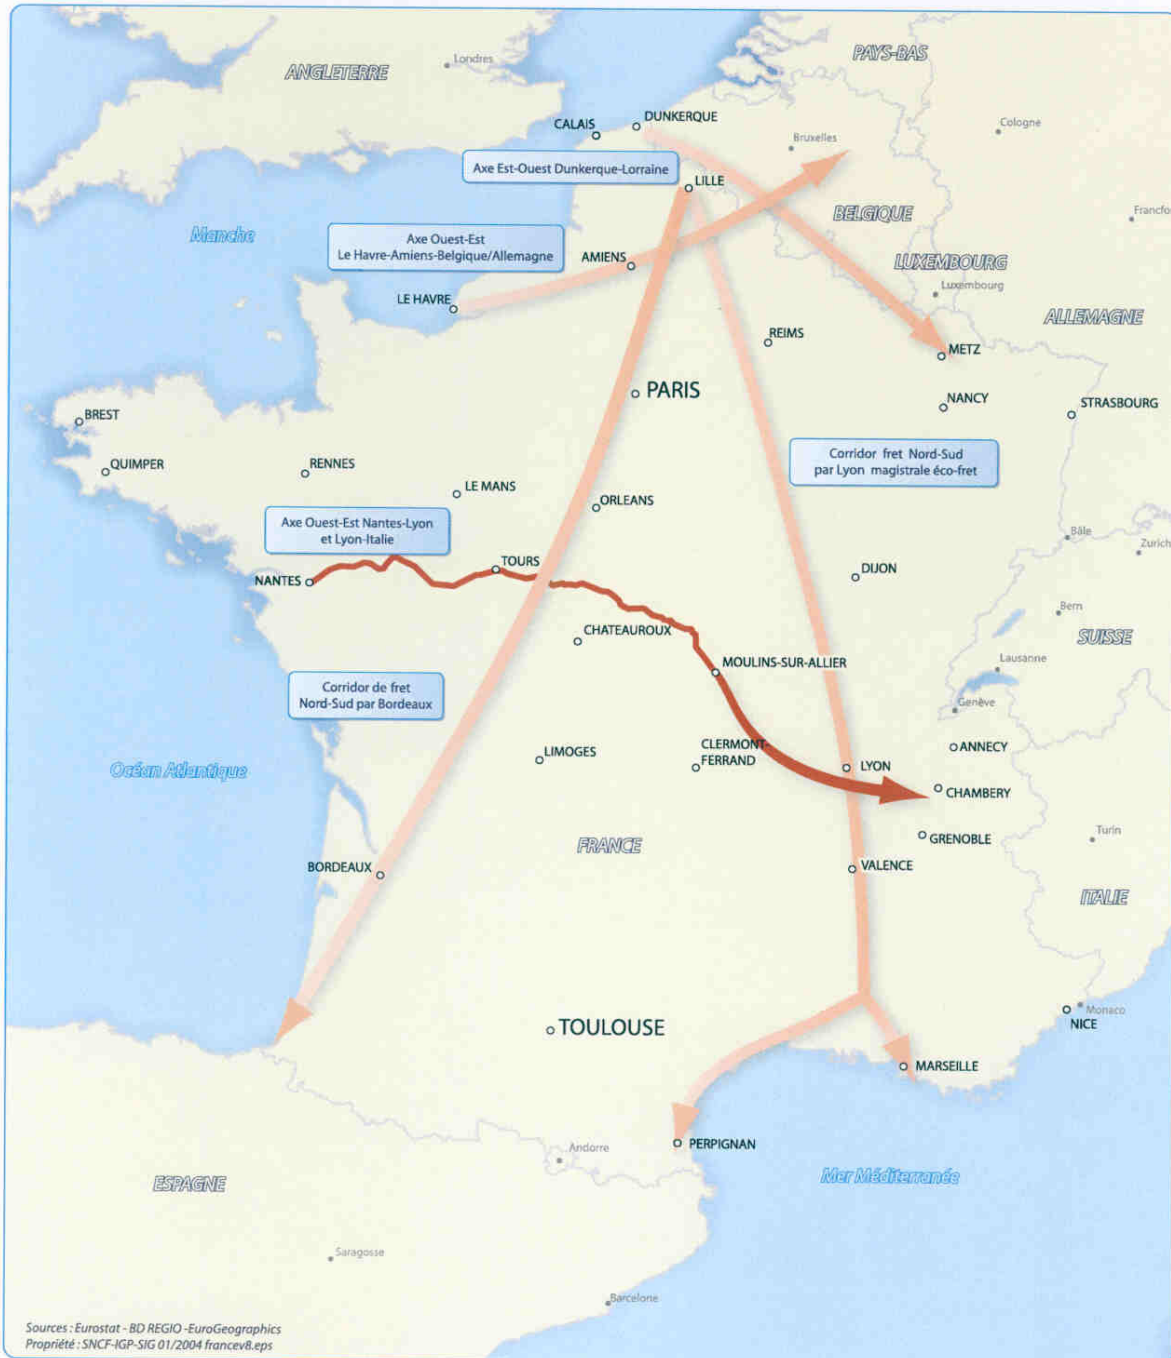 PAYS-BAS
Londres
ANGLETERRE
DUNKERQUE
CALAIS
Cologne
Bruxelles
Axe Est-Ouest Dunkerque-Lorraine
LILLE
BELGIQUE
Francfo
Manche
Axe Ouest-Est
Le Havre-Amiens-Belgique/Allemagne
AMIENS
LUXEMBOURG
Luxembourg
LE HAVRE
ALLEMAGNE
REIMS
METZ
PARIS
NANCY
STRASBOURG
BREST
Corridor fret Nord-Sud
par Lyon magistrale éco-fret
QUIMPER
RENNES
LE MANS
ORLEANS
Axe Ouest-Est Nantes-Lyon
et Lyon-Italie
Bâle
Zurich
TOURS
DIJON
NANTES
Bern
CHATEAUROUX
SUISSE
MOULINS-SUR-ALLIER
Lausanne
Corridor de fret
Nord-Sud par Bordeaux
Genève
CLERMONT-
FERRAND
LIMOGES
ANNECY
Océan Atlantique
LYON
CHAMBERY
Turin
FRANCE
GRENOBLE
BORDEAUX
VALENCE
ITALIE
Monaco
NICE
TOULOUSE
MARSEILLE
PERPIGNAN
Andorre
ESPAGNE
Mer Méditerranée
Saragosse
Barcelone
Sources : Eurostat - BD REGIO -EuroGeographics
Propriété : SNCF-IGP-SIG 01/2004 francev8.eps